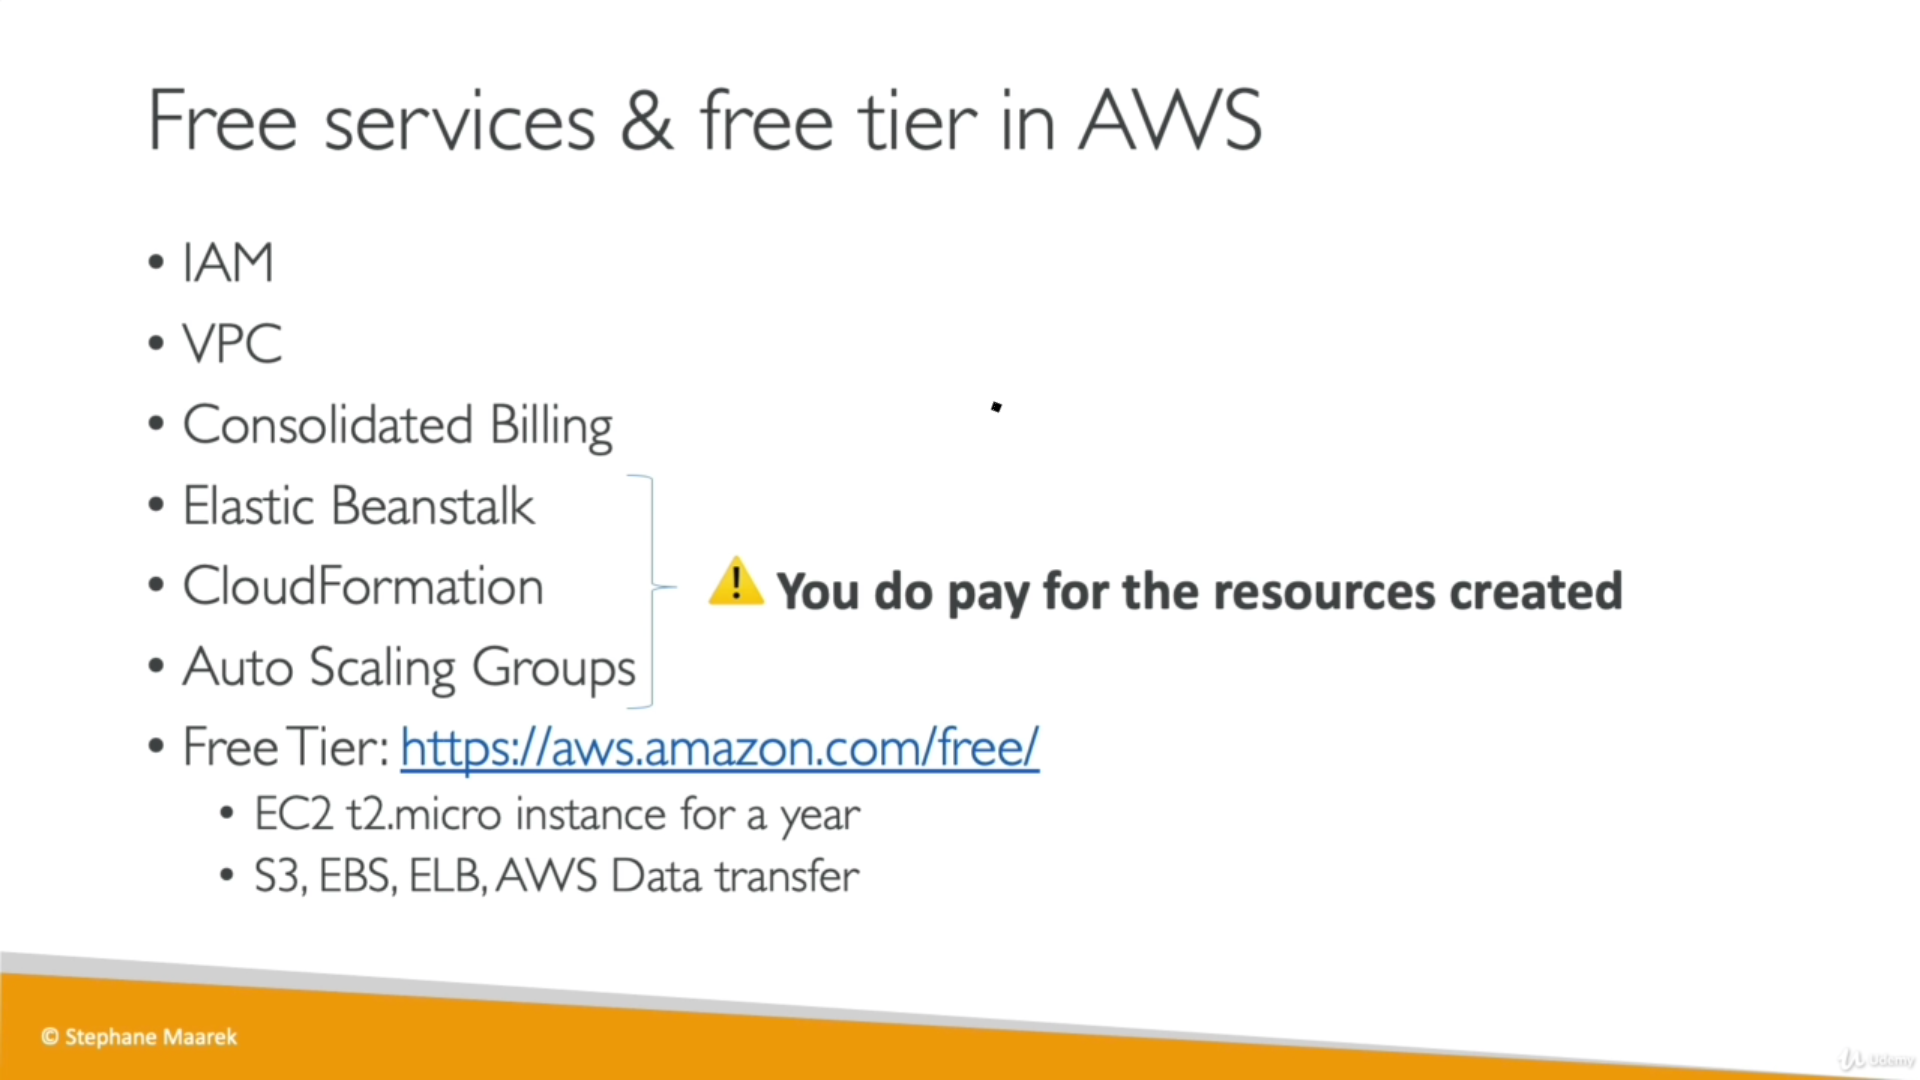 Free services & free tier in AWS
• IAM
• VPC
• Consolidated Billing
• Elastic Beanstalk
• CloudFormation
• Auto Scaling Groups
You do pay for the resources created
• Free Tier: https://aws.amazon.com/free/
• EC2 t2.micro instance for a year
• S3, EBS, ELB, AWS Data transfer
© Stephane Maarek
Udemy